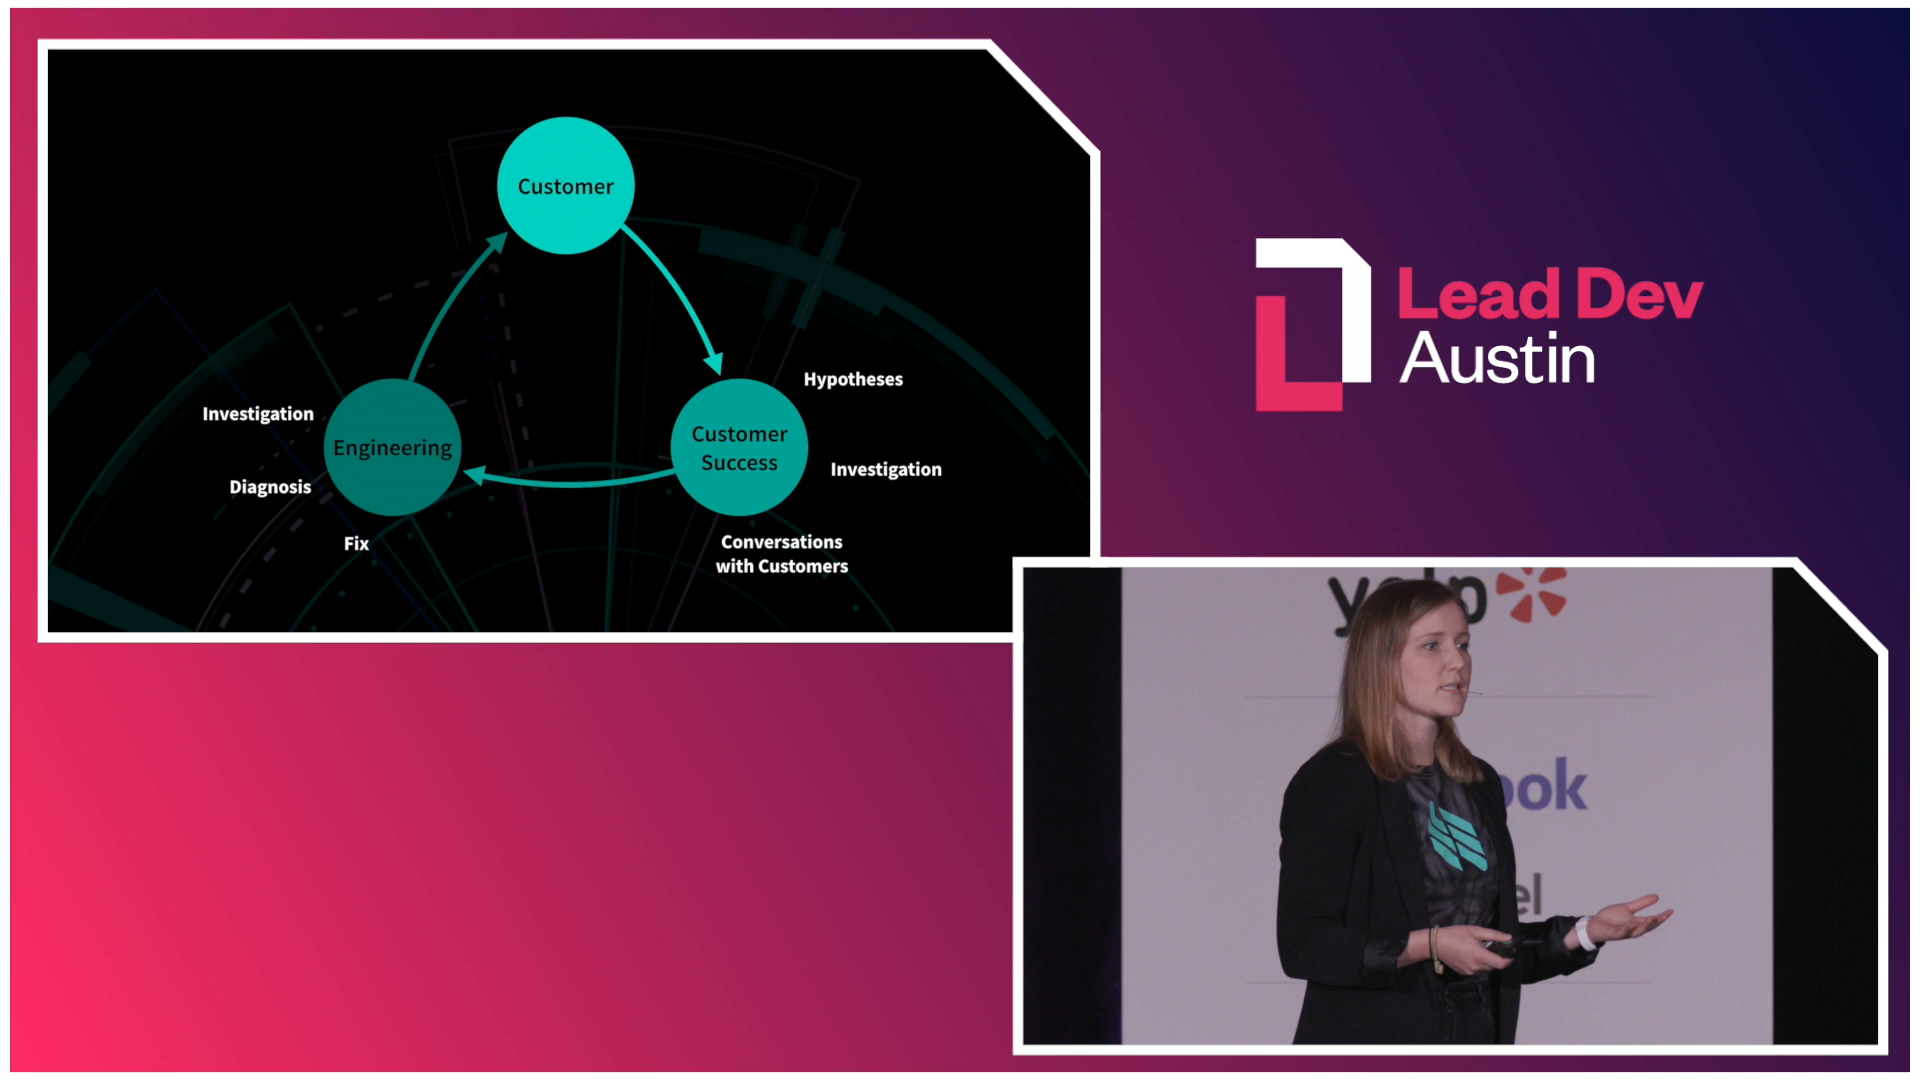 Customer
Hypotheses
Investigation
Engineering
Customer
Success
Investigation
Diagnosis
Fix
Conversations
with Customers
Lead Dev
Austin